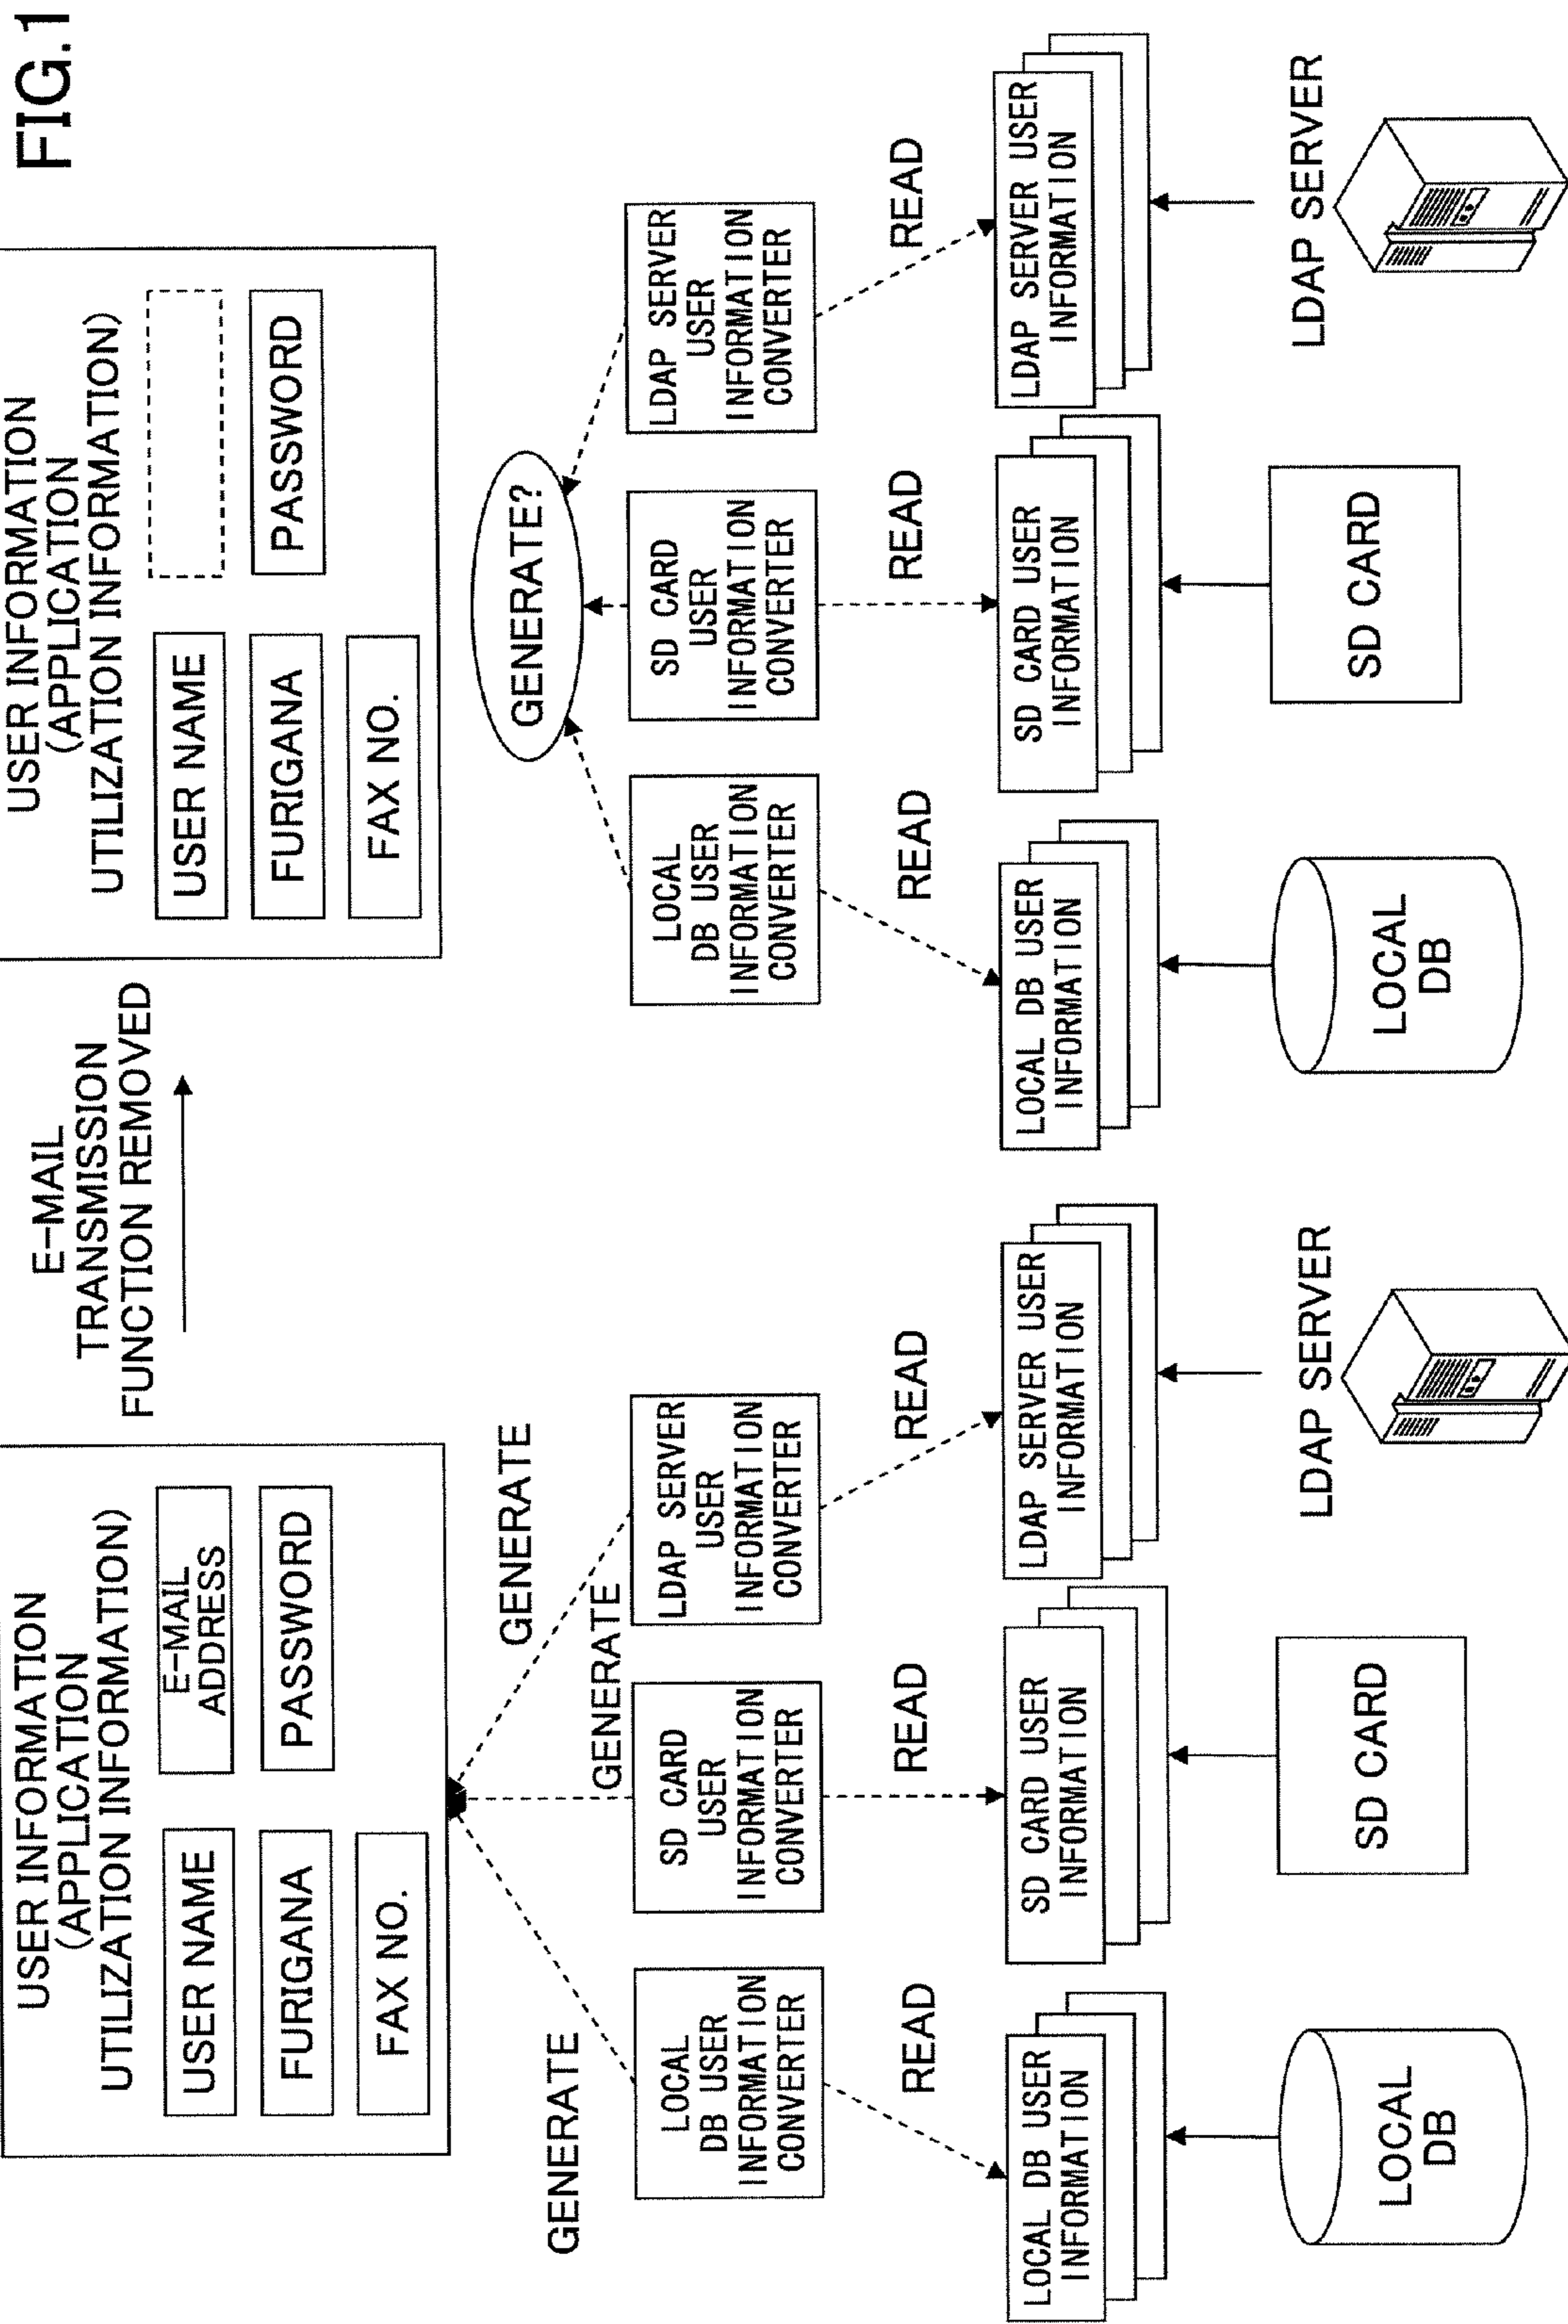 FIG.1
USER INFORMATION
(APPLICATION
UTILIZATION INFORMATION)
USER NAME
E-MAIL
ADDRESS
FURIGANA
PASSWORD
FAX NO.
GENERATE
GENERATE
GENERATE
LOCAL
DB USER
INFORMATION
CONVERTER
SD CARD
USER
INFORMATION
CONVERTER
LDAP SERVER
USER
INFORMATION
CONVERTER
READ
READ
READ
LOCAL DB USER
INFORMATION
SD CARD USER
INFORMATION
LDAP SERVER USER
INFORMATION
LOCAL
DB
SD CARD
LDAP SERVER
E-MAIL
TRANSMISSION
FUNCTION REMOVED
USER INFORMATION
(APPLICATION
UTILIZATION INFORMATION)
USER NAME
FURIGANA
PASSWORD
FAX NO.
GENERATE?
LOCAL
DB USER
INFORMATION
CONVERTER
SD CARD
USER
INFORMATION
CONVERTER
LDAP SERVER
USER
INFORMATION
CONVERTER
READ
READ
READ
LOCAL DB USER
INFORMATION
SD CARD USER
INFORMATION
LDAP SERVER USER
INFORMATION
LOCAL
DB
SD CARD
LDAP SERVER